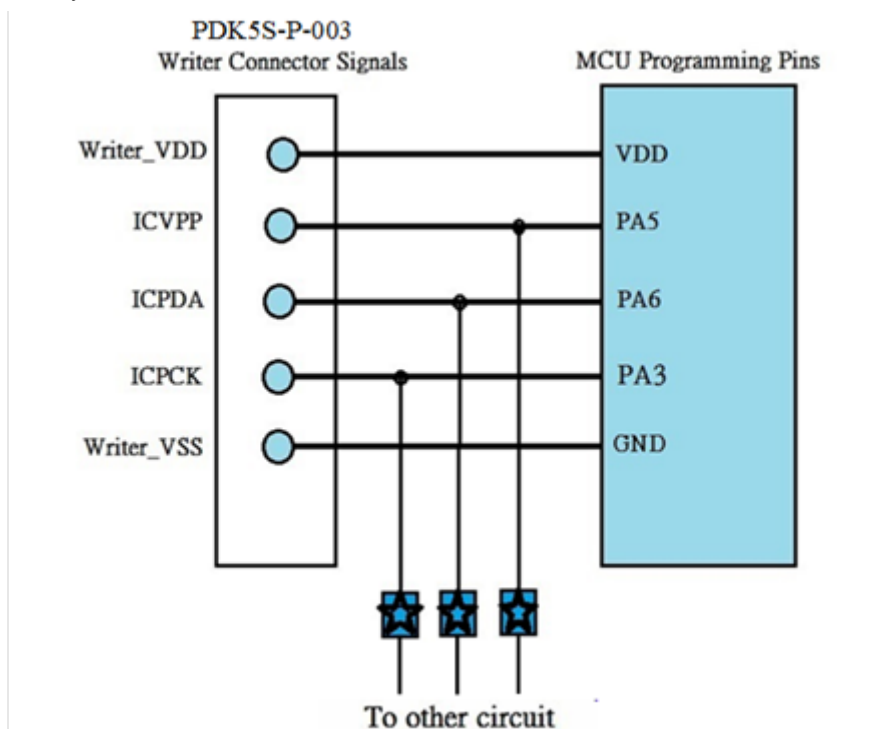 PDK5S-P-003
Writer Connector Signals
MCU Programming Pins
Writer_VDD
VDD
ICVPP
PA5
ICPDA
PA6
ICPCK
PA3
Writer_VSS
GND
To other circuit